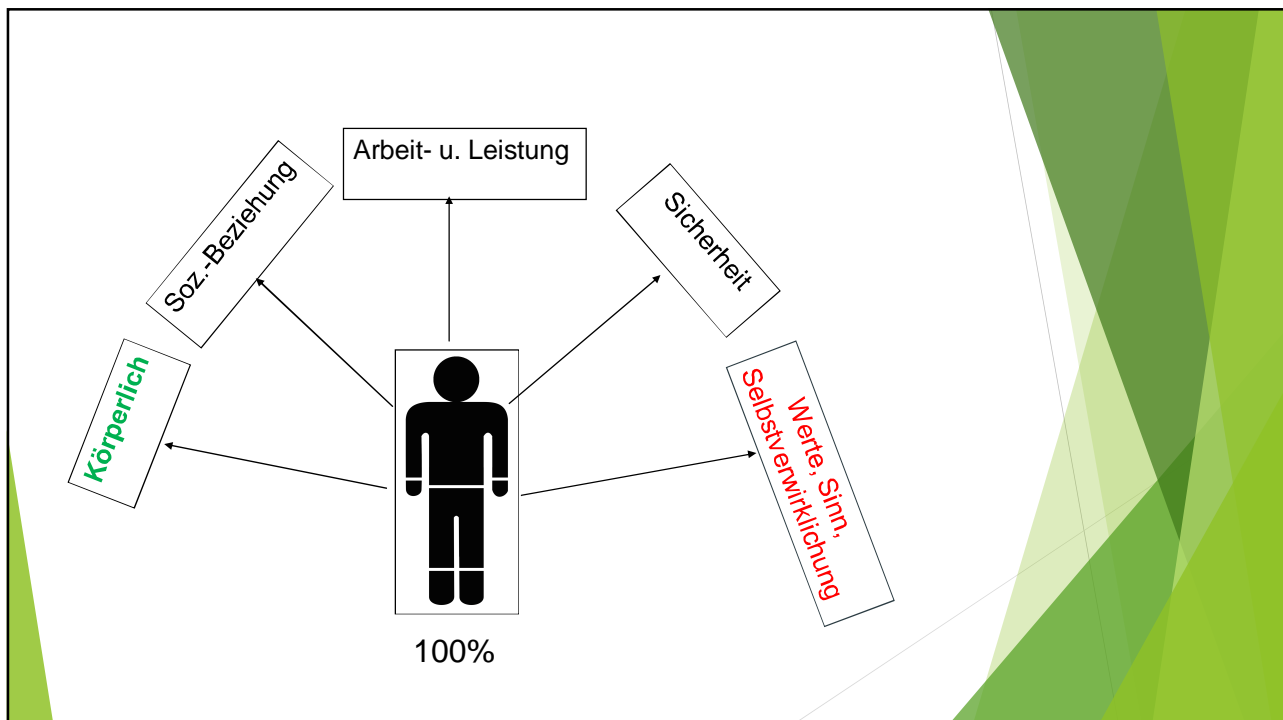 Körperlich
Soz.-Beziehung
Arbeit- u. Leistung
Sicherheit
Werte, Sinn,
Selbstverwirklichung
100%